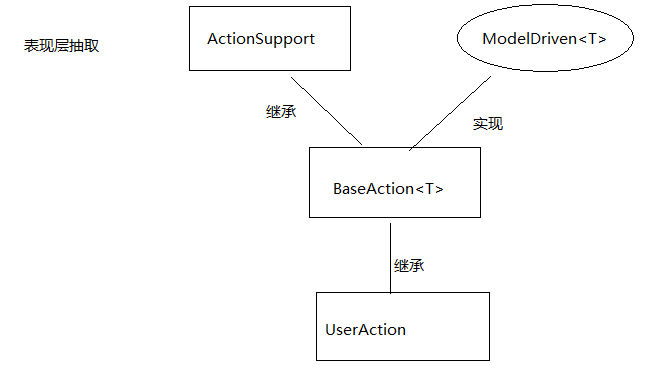 表现层抽取
ActionSupport
ModelDriven<T>
继承
实现
BaseAction<T>
继承
UserAction